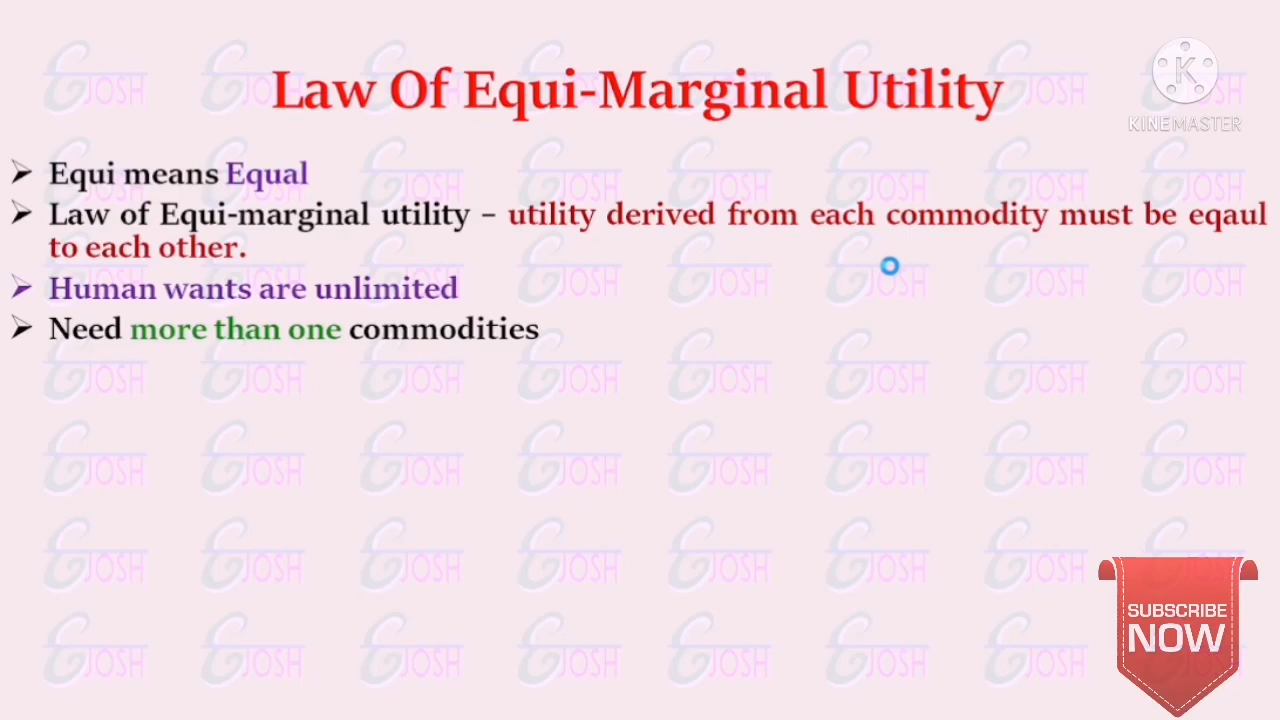 Law Of Equi-Marginal Utility
KINEMASTER
➢ Equi means Equal
➢ Law of Equi-marginal utility – utility derived from each commodity must be eqaul
to each other.
➢ Human wants are unlimited
➢ Need more than one commodities
SUBSCRIBE
NOW